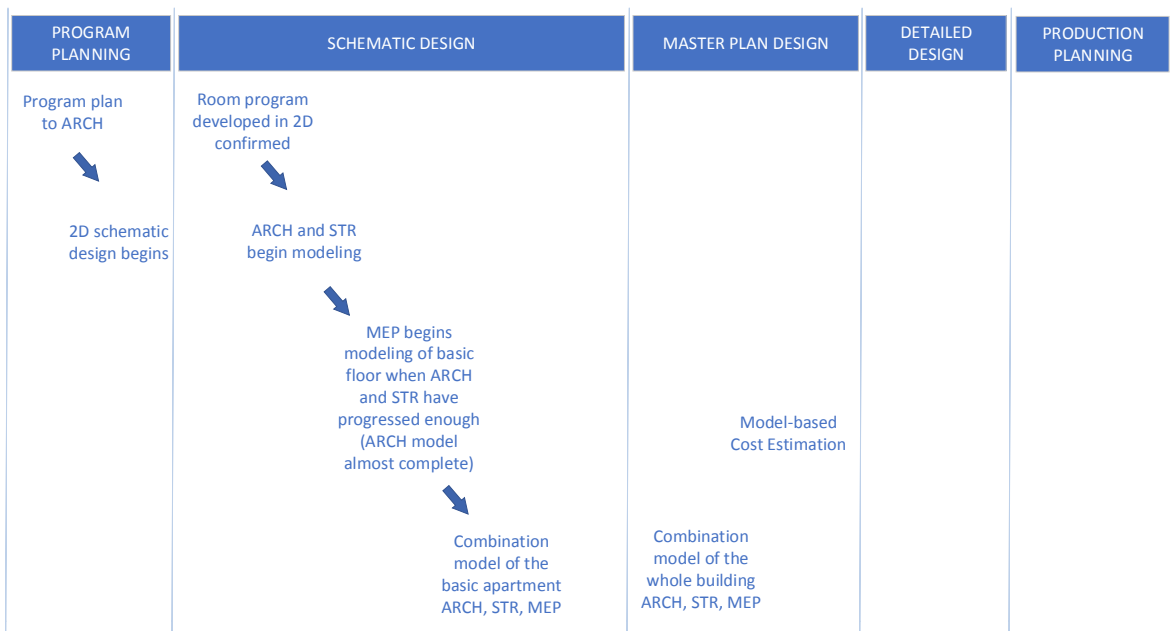 PROGRAM
PLANNING
SCHEMATIC DESIGN
MASTER PLAN DESIGN
DETAILED
DESIGN
PRODUCTION
PLANNING
Program plan
to ARCH
2D schematic
design begins
Room program
developed in 2D
confirmed
ARCH and STR
begin modeling
MEP begins
modeling of basic
floor when ARCH
and STR have
progressed enough
(ARCH model
almost complete)
Combination
model of the
basic apartment
ARCH, STR, MEP
Model-based
Cost Estimation
Combination
model of the
whole building
ARCH, STR, MEP